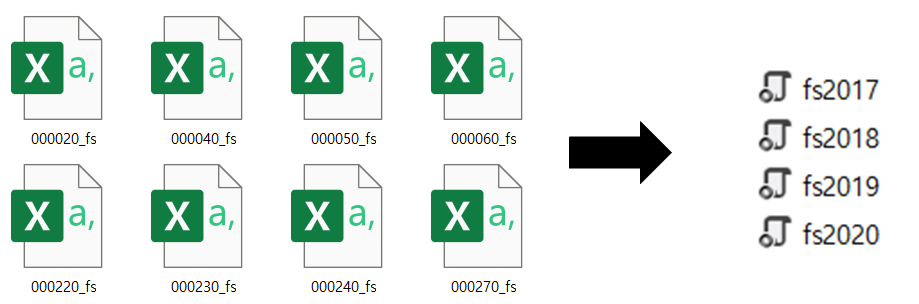 X a, X a, X a, X a,
000020_fs 000040_fs 000050_fs 000060_fs
X a, X a, X a, X a,
000220_fs 000230_fs 000240_fs 000270_fs
fs2017
fs2018
fs2019
fs2020